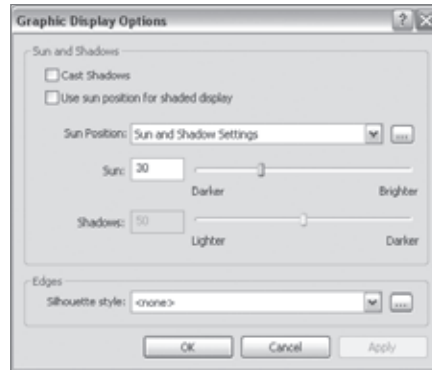 Graphic Display Options
Sun and Shadows
Cast Shadows
Use sun position for shaded display
Sun Position: Sun and Shadow Settings
Sun: 30
Darker Brighter
Shadows: 50
Lighter Darker
Edges
Silhouette style: <none>
OK Cancel Apply